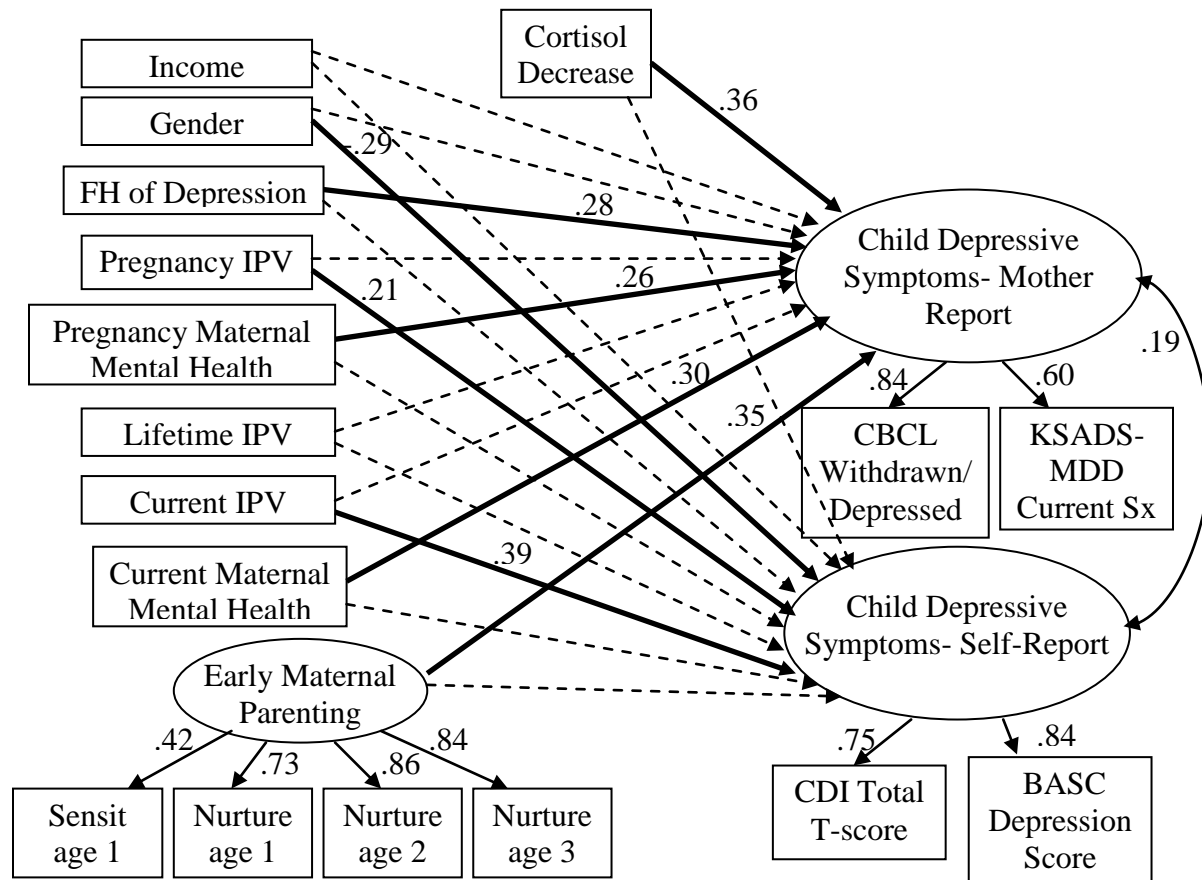 Income
Gender
FH of Depression
Pregnancy IPV
Pregnancy Maternal
Mental Health
Lifetime IPV
Current IPV
Current Maternal
Mental Health
Early Maternal
Parenting
Cortisol
Decrease
.36
-.29
.28
.26
.21
.30
.35
.39
Child Depressive
Symptoms- Mother
Report
.19
.84
.60
CBCL
Withdrawn/
Depressed
KSADS-
MDD
Current Sx
Child Depressive
Symptoms- Self-Report
.75
.84
CDI Total
T-score
BASC
Depression
Score
.42
.73
.86
.84
Sensit
age 1
Nurture
age 1
Nurture
age 2
Nurture
age 3